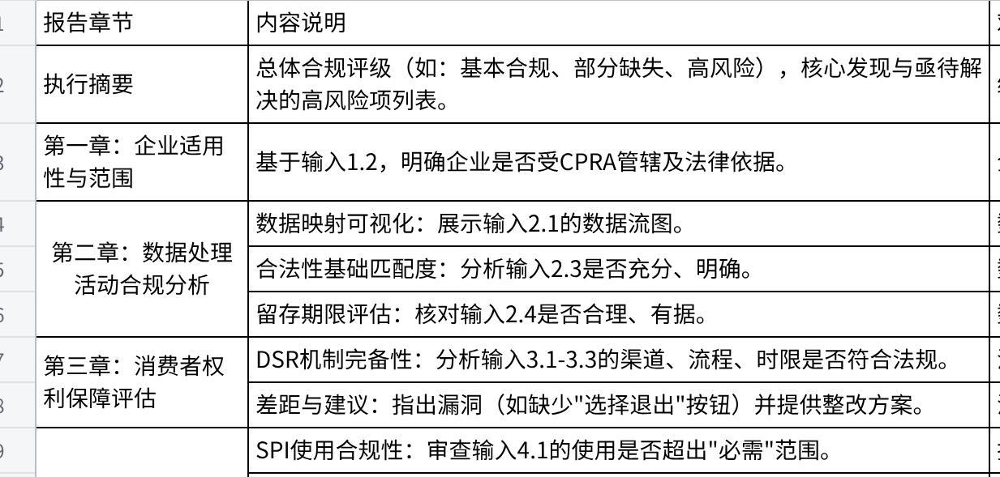 报告章节
内容说明
执行摘要
总体合规评级（如：基本合规、部分缺失、高风险），核心发现与亟待解
决的高风险项列表。
第一章：企业适用
性与范围
基于输入1.2，明确企业是否受CPRA管辖及法律依据。
第二章：数据处理
活动合规分析
数据映射可视化：展示输入2.1的数据流图。
合法性基础匹配度：分析输入2.3是否充分、明确。
留存期限评估：核对输入2.4是否合理、有据。
第三章：消费者权
利保障评估
DSR机制完备性：分析输入3.1-3.3的渠道、流程、时限是否符合法规。
差距与建议：指出漏洞（如缺少"选择退出"按钮）并提供整改方案。
SPI使用合规性：审查输入4.1的使用是否超出"必需"范围。